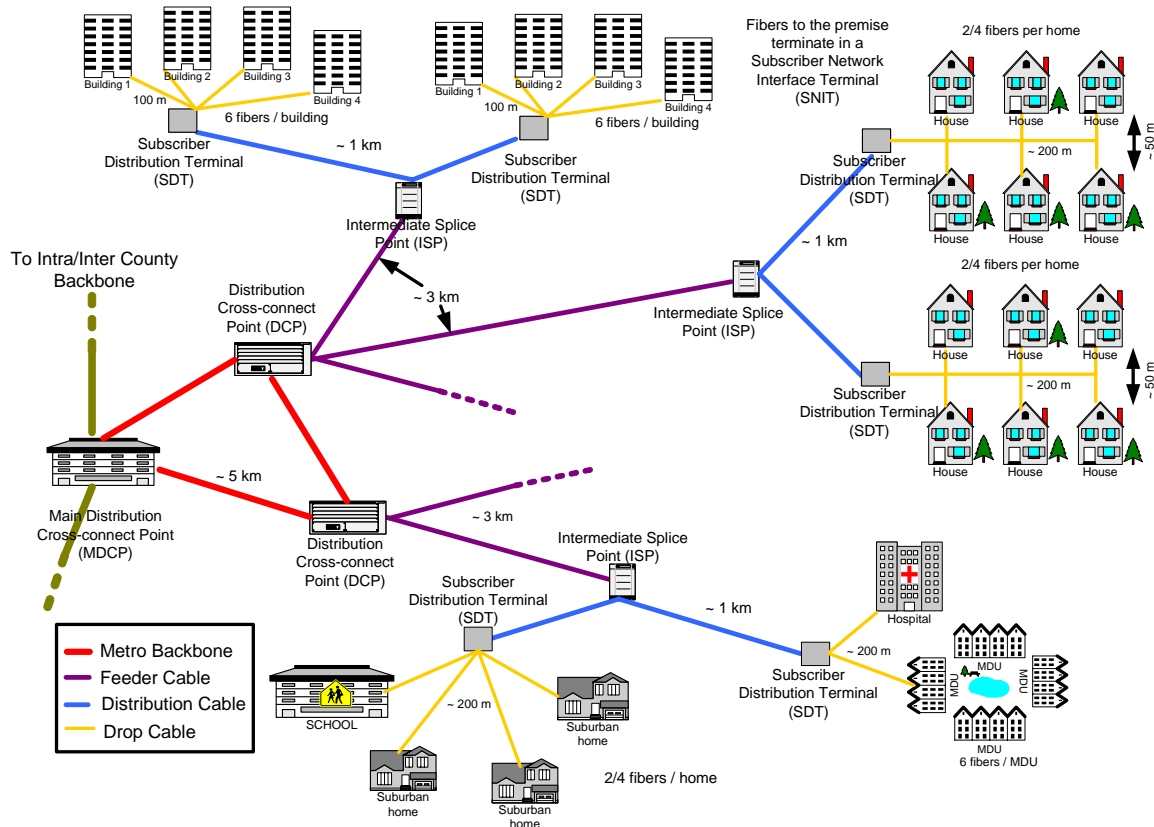 Building 1
Building 2
Building 3
Building 4
100 m
6 fibers / building
Subscriber
Distribution Terminal
(SDT)
~ 1 km
Building 1
Building 2
Building 3
Building 4
100 m
6 fibers / building
Subscriber
Distribution Terminal
(SDT)
Intermediate Splice
Point (ISP)
Fibers to the premise
terminate in a
Subscriber Network
Interface Terminal
(SNIT)
2/4 fibers per home
House
House
House
~ 50 m
~ 200 m
Subscriber
Distribution Terminal
(SDT)
House
House
House
~ 1 km
2/4 fibers per home
House
House
House
~ 50 m
~ 200 m
Subscriber
Distribution Terminal
(SDT)
House
House
House
Intermediate Splice
Point (ISP)
~ 3 km
To Intra/Inter County
Backbone
Distribution
Cross-connect
Point (DCP)
~ 5 km
Main Distribution
Cross-connect Point
(MDCP)
Distribution
Cross-connect
Point (DCP)
~ 3 km
Intermediate Splice
Point (ISP)
Subscriber
Distribution Terminal
(SDT)
~ 1 km
Hospital
~ 200 m
Subscriber
Distribution Terminal
(SDT)
MDU
MDU
MDU
MDU
6 fibers / MDU
SCHOOL
~ 200 m
Suburban
home
Suburban
home
Suburban
home
2/4 fibers / home
Metro Backbone
Feeder Cable
Distribution Cable
Drop Cable